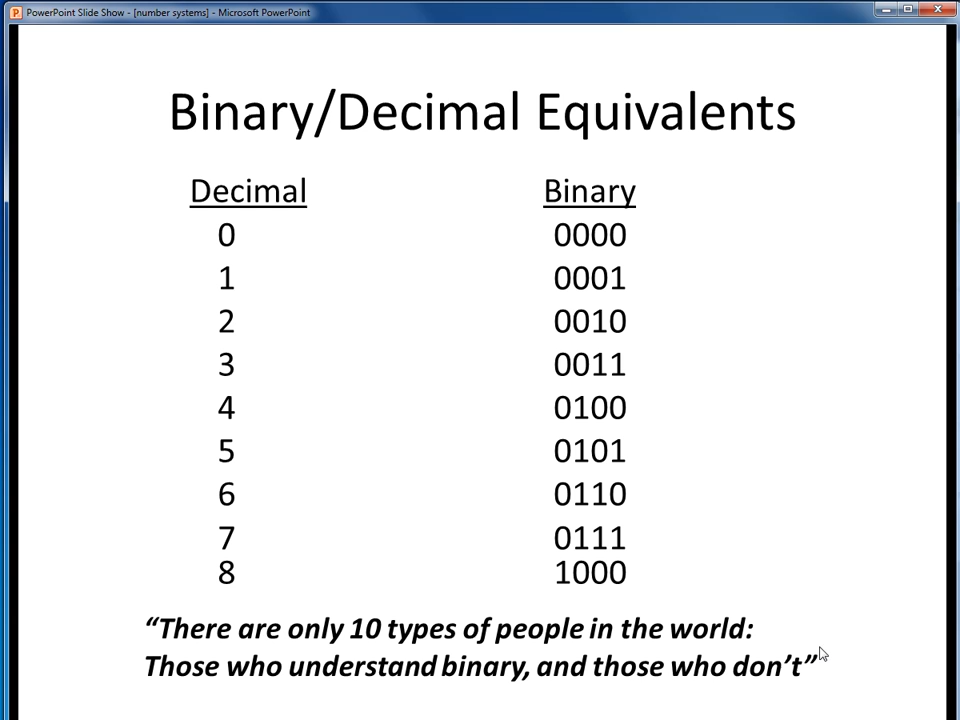 PowerPoint Slide Show - [number systems] - Microsoft PowerPoint
Binary/Decimal Equivalents
Decimal Binary
0 0000
1 0001
2 0010
3 0011
4 0100
5 0101
6 0110
7 0111
8 1000
“There are only 10 types of people in the world:
Those who understand binary, and those who don’t”